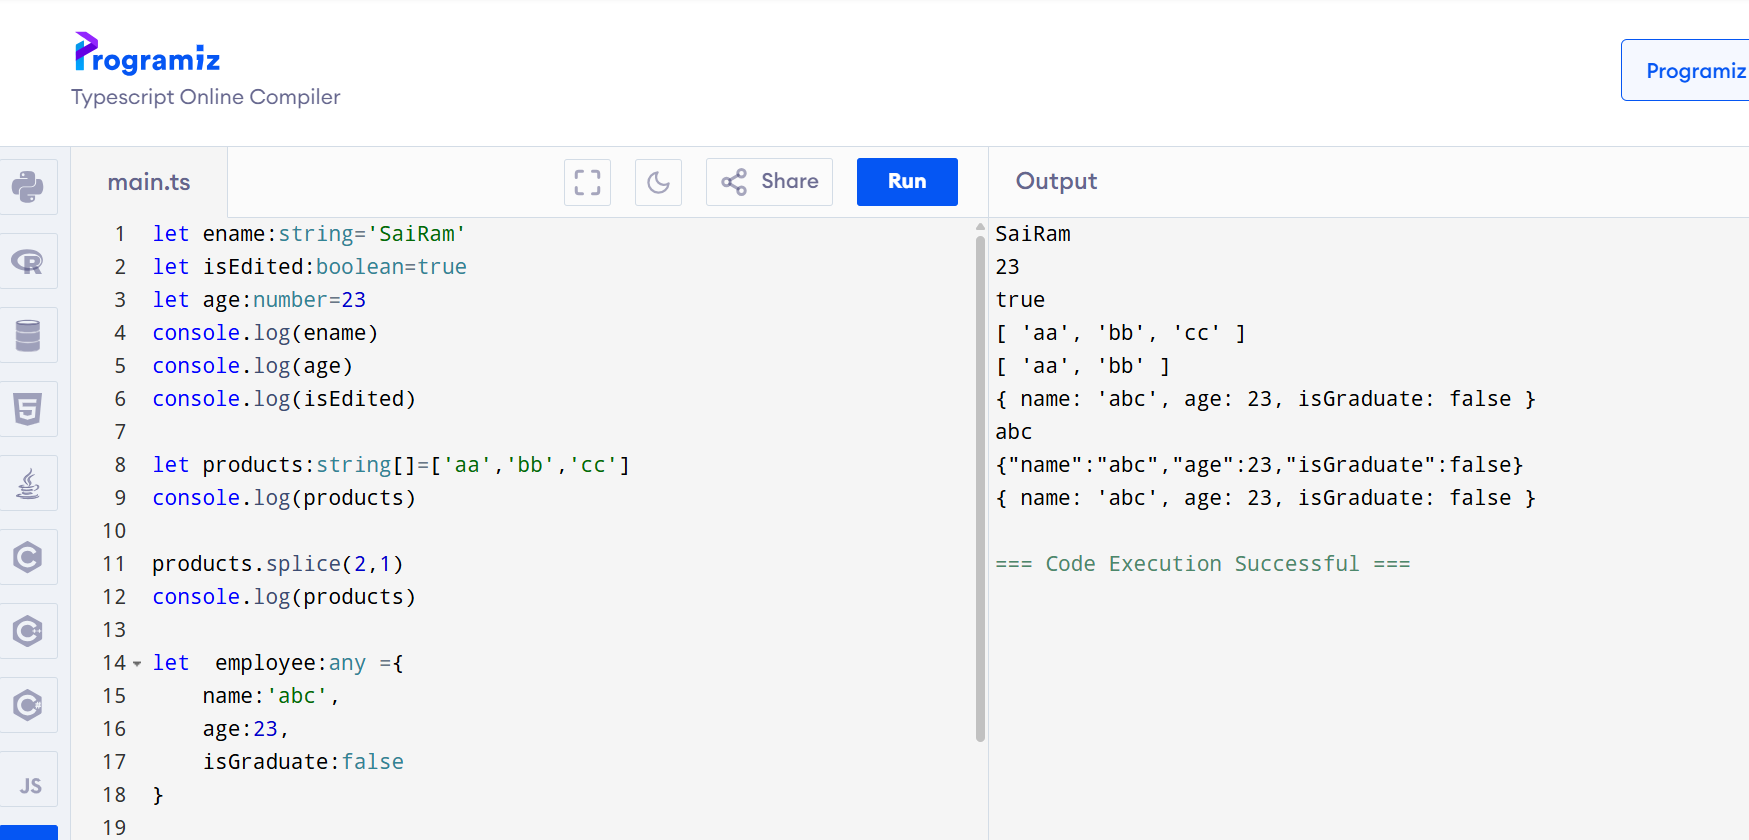 Programiz
Typescript Online Compiler
Programiz
main.ts
Share
Run
Output
1 let ename:string='SaiRam'
2 let isEdited:boolean=true
3 let age:number=23
4 console.log(ename)
5 console.log(age)
6 console.log(isEdited)
7
8 let products:string[]=['aa','bb','cc']
9 console.log(products)
10
11 products.splice(2,1)
12 console.log(products)
13
14 let  employee:any ={
15     name:'abc',
16     age:23,
17     isGraduate:false
18 }
19
SaiRam
23
true
[ 'aa', 'bb', 'cc' ]
[ 'aa', 'bb' ]
{ name: 'abc', age: 23, isGraduate: false }
abc
{"name":"abc","age":23,"isGraduate":false}
{ name: 'abc', age: 23, isGraduate: false }
=== Code Execution Successful ===
R
5
C
C++
C#
JS